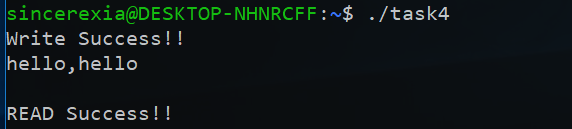 sincerexia@DESKTOP-NHNRCFF:~$ ./task4
Write Success!!
hello,hello
READ Success!!